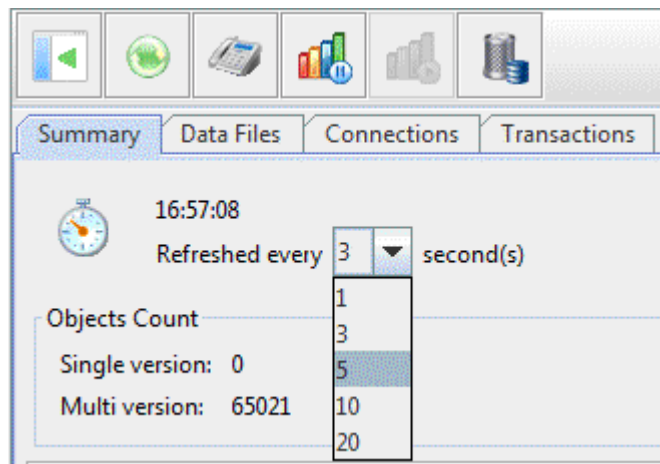 Summary Data Files Connections Transactions
16:57:08
Refreshed every 3 second(s)
1
Objects Count
3
Single version: 0
5
Multi version: 65021
10
20